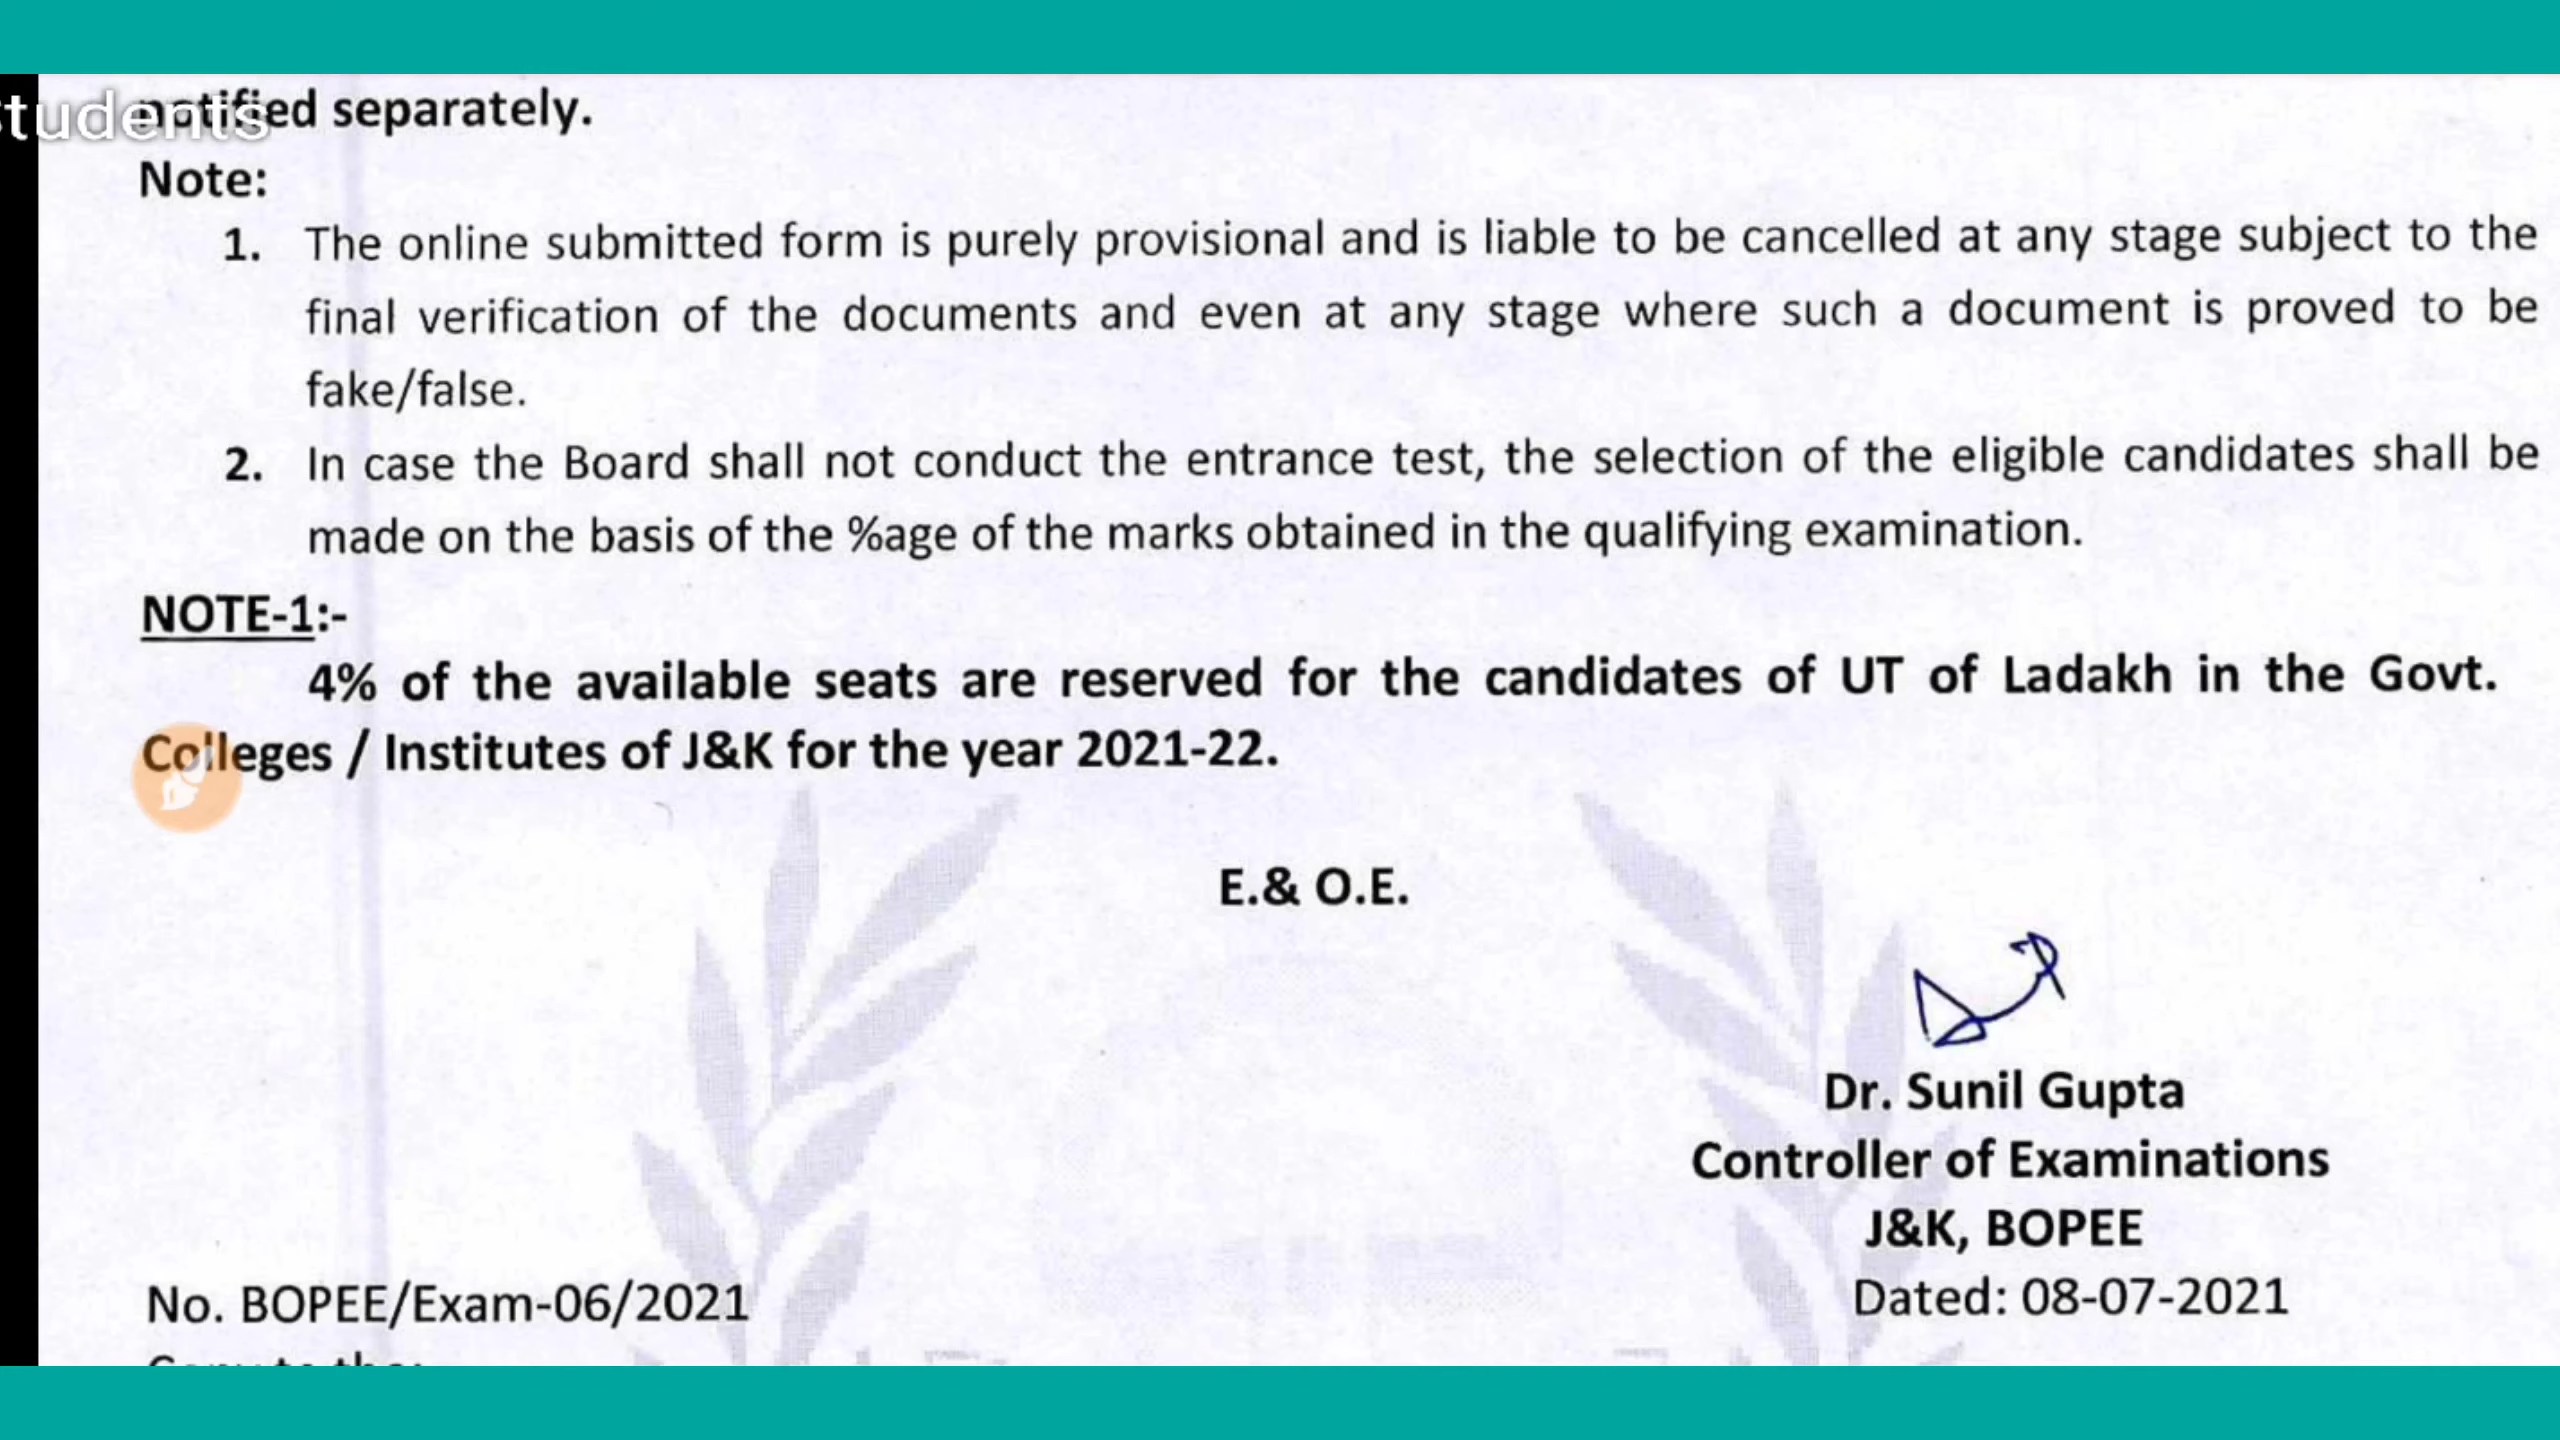 tudents
notified separately.
Note:
1. The online submitted form is purely provisional and is liable to be cancelled at any stage subject to the
final verification of the documents and even at any stage where such a document is proved to be
fake/false.
2. In case the Board shall not conduct the entrance test, the selection of the eligible candidates shall be
made on the basis of the %age of the marks obtained in the qualifying examination.
NOTE-1:-
4% of the available seats are reserved for the candidates of UT of Ladakh in the Govt.
Colleges / Institutes of J&K for the year 2021-22.
E.& O.E.
Dr. Sunil Gupta
Controller of Examinations
J&K, BOPEE
No. BOPEE/Exam-06/2021
Dated: 08-07-2021
Copy to the: